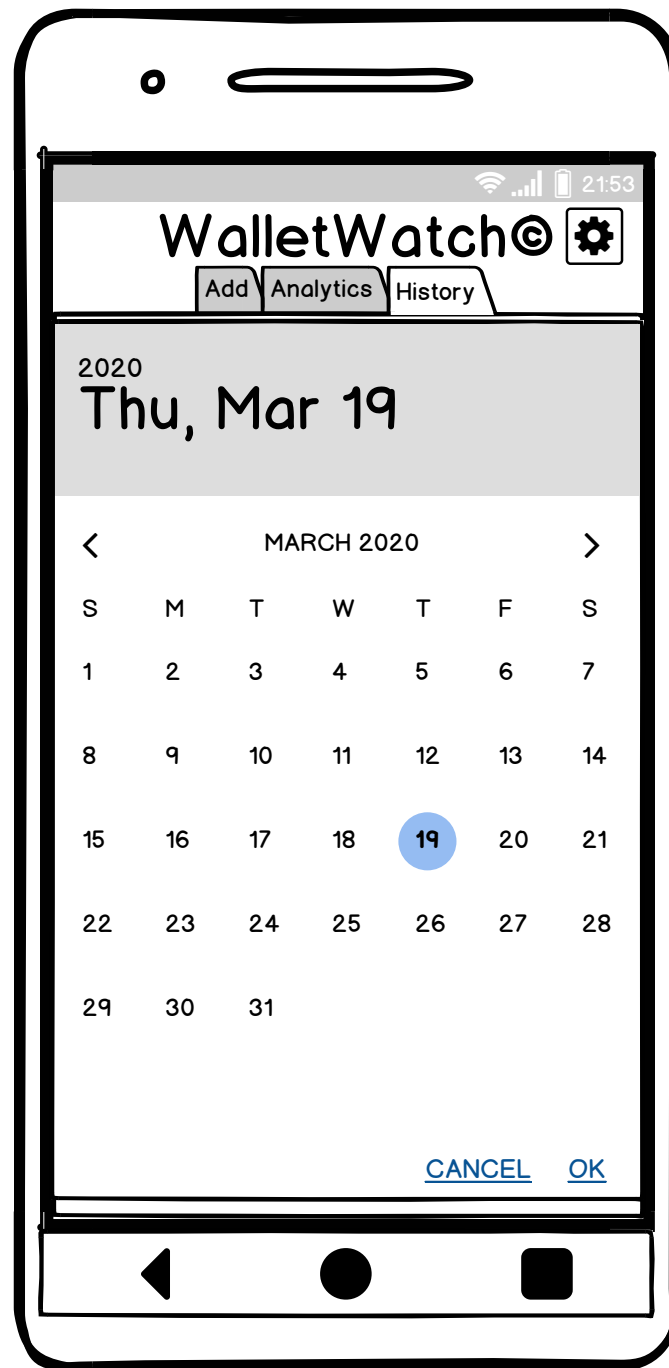 21:53
WalletWatch©
Add Analytics History
2020
Thu, Mar 19
MARCH 2020
S M T W T F S
1 2 3 4 5 6 7
8 9 10 11 12 13 14
15 16 17 18 19 20 21
22 23 24 25 26 27 28
29 30 31
CANCEL OK